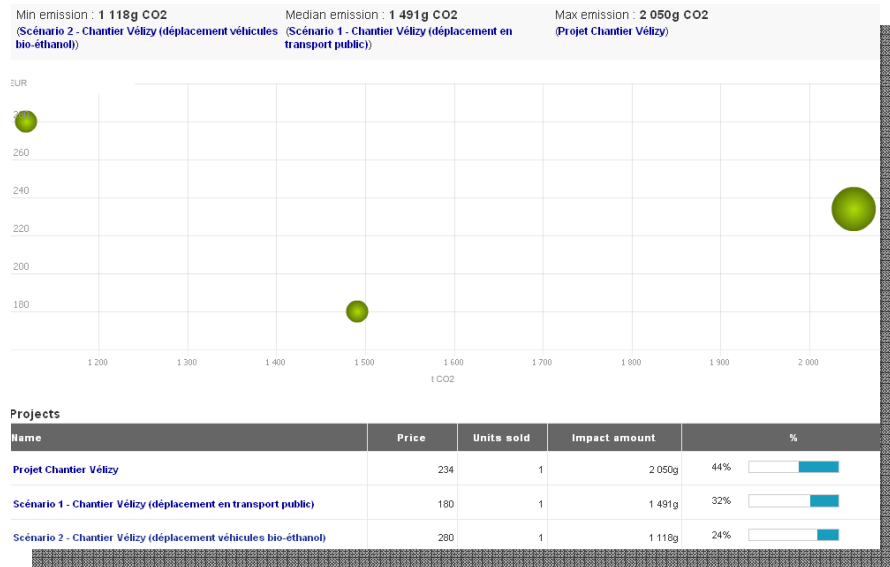 Min emission : 1 118g CO2
(Scénario 2 - Chantier Vélizy (déplacement véhicules
bio-éthanol))
Median emission : 1 491g CO2
(Scénario 1 - Chantier Vélizy (déplacement en
transport public))
Max emission : 2 050g CO2
(Projet Chantier Vélizy)
EUR
280
260
240
220
200
180
1 200 1 300 1 400 1 500 1 600 1 700 1 800 1 900 2 000
t CO2
Projects
Name Price Units sold Impact amount %
Projet Chantier Vélizy 234 1 2 050g 44%
Scénario 1 - Chantier Vélizy (déplacement en transport public) 180 1 1 491g 32%
Scénario 2 - Chantier Vélizy (déplacement véhicules bio-éthanol) 280 1 1 118g 24%